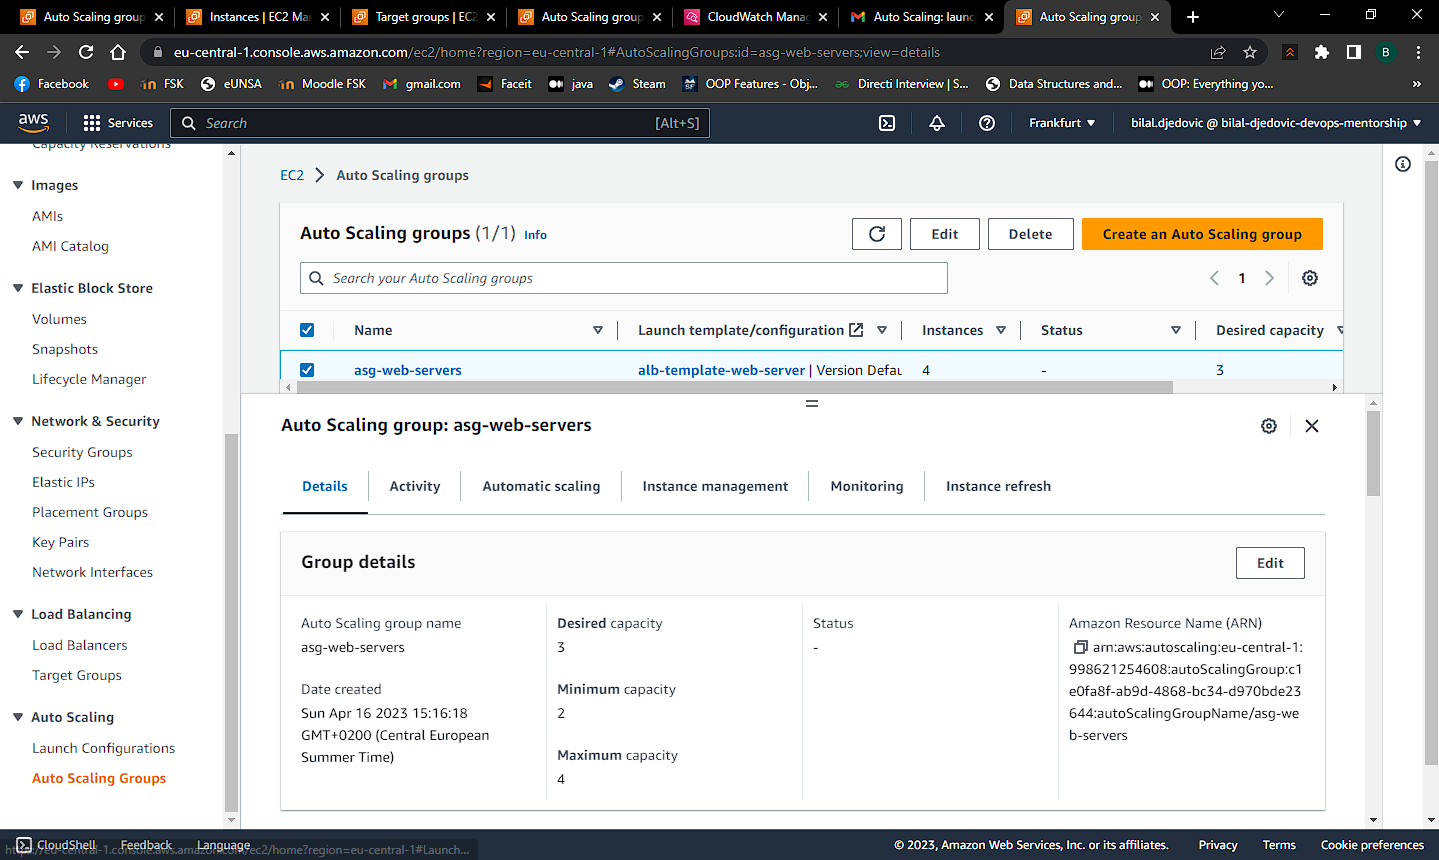 Auto Scaling group
Instances | EC2 Mar
Target groups | EC2
Auto Scaling group
CloudWatch Manag
Auto Scaling: launc
Auto Scaling group
eu-central-1.console.aws.amazon.com/ec2/home?region=eu-central-1#AutoScalingGroups:id=asg-web-servers;view=details
B
Facebook
FSK
eUNSA
Moodle FSK
gmail.com
Faceit
java
Steam
OOP Features - Obj...
Directi Interview | S...
Data Structures and...
OOP: Everything yo...
»
aws
Services
Search
[Alt+S]
Frankfurt
bilal.djedovic @ bilal-djedovic-devops-mentorship
Capacity Reservations
Images
AMIs
AMI Catalog
Elastic Block Store
Volumes
Snapshots
Lifecycle Manager
Network & Security
Security Groups
Elastic IPs
Placement Groups
Key Pairs
Network Interfaces
Load Balancing
Load Balancers
Target Groups
Auto Scaling
Launch Configurations
Auto Scaling Groups
EC2 > Auto Scaling groups
Auto Scaling groups (1/1) Info
Edit
Delete
Create an Auto Scaling group
Search your Auto Scaling groups
1
Name
Launch template/configuration
Instances
Status
Desired capacity
asg-web-servers
alb-template-web-server | Version Defau
4
-
3
Auto Scaling group: asg-web-servers
Details
Activity
Automatic scaling
Instance management
Monitoring
Instance refresh
Group details
Edit
Auto Scaling group name
asg-web-servers
Date created
Sun Apr 16 2023 15:16:18
GMT+0200 (Central European
Summer Time)
Desired capacity
3
Minimum capacity
2
Maximum capacity
4
Status
-
Amazon Resource Name (ARN)
arn:aws:autoscaling:eu-central-1:
998621254608:autoScalingGroup:c1
e0fa8f-ab9d-4868-bc34-d970bde23
644:autoScalingGroupName/asg-we
b-servers
CloudShell
Feedback
Language
https://eu-central-1.console.aws.amazon.com/ec2/home?region=eu-central-1#Launch...
© 2023, Amazon Web Services, Inc. or its affiliates.
Privacy
Terms
Cookie preferences